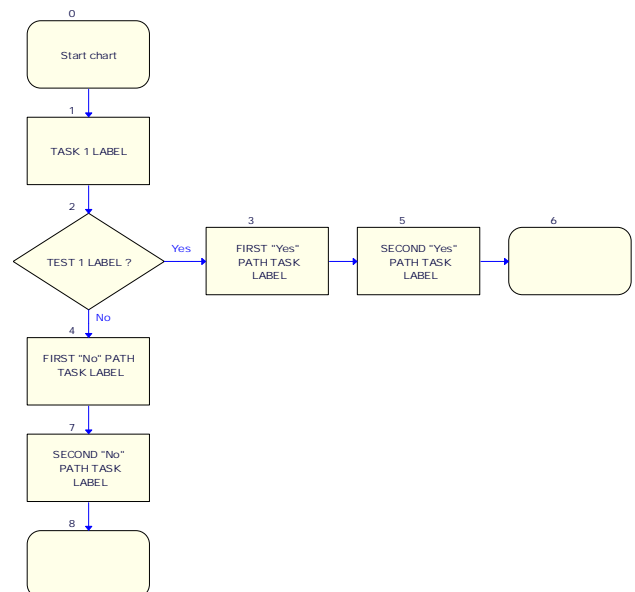 0
Start chart
1
TASK 1 LABEL
2
TEST 1 LABEL ?
Yes
3
FIRST "Yes"
PATH TASK
LABEL
5
SECOND "Yes"
PATH TASK
LABEL
6
No
4
FIRST "No" PATH
TASK LABEL
7
SECOND "No"
PATH TASK
LABEL
8